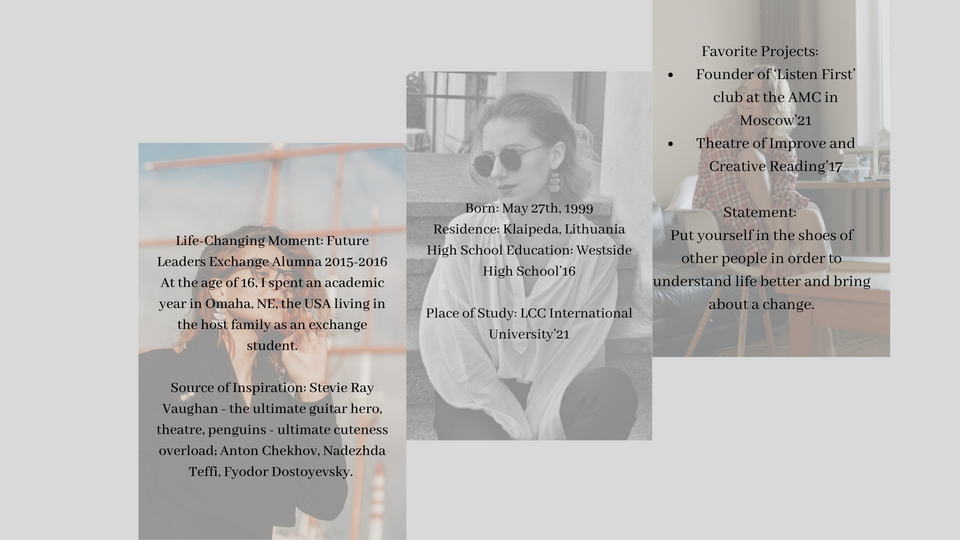 Life-Changing Moment: Future
Leaders Exchange Alumna 2015-2016
At the age of 16, I spent an academic
year in Omaha, NE, the USA living in
the host family as an exchange
student.
Source of Inspiration: Stevie Ray
Vaughan - the ultimate guitar hero,
theatre, penguins - ultimate cuteness
overload; Anton Chekhov, Nadezhda
Teffi, Fyodor Dostoyevsky.
Born: May 27th, 1999
Residence: Klaipeda, Lithuania
High School Education: Westside
High School'16
Place of Study: LCC International
University'21
Favorite Projects:
• Founder of 'Listen First'
club at the AMC in
Moscow'21
• Theatre of Improve and
Creative Reading'17
Statement:
Put yourself in the shoes of
other people in order to
understand life better and bring
about a change.